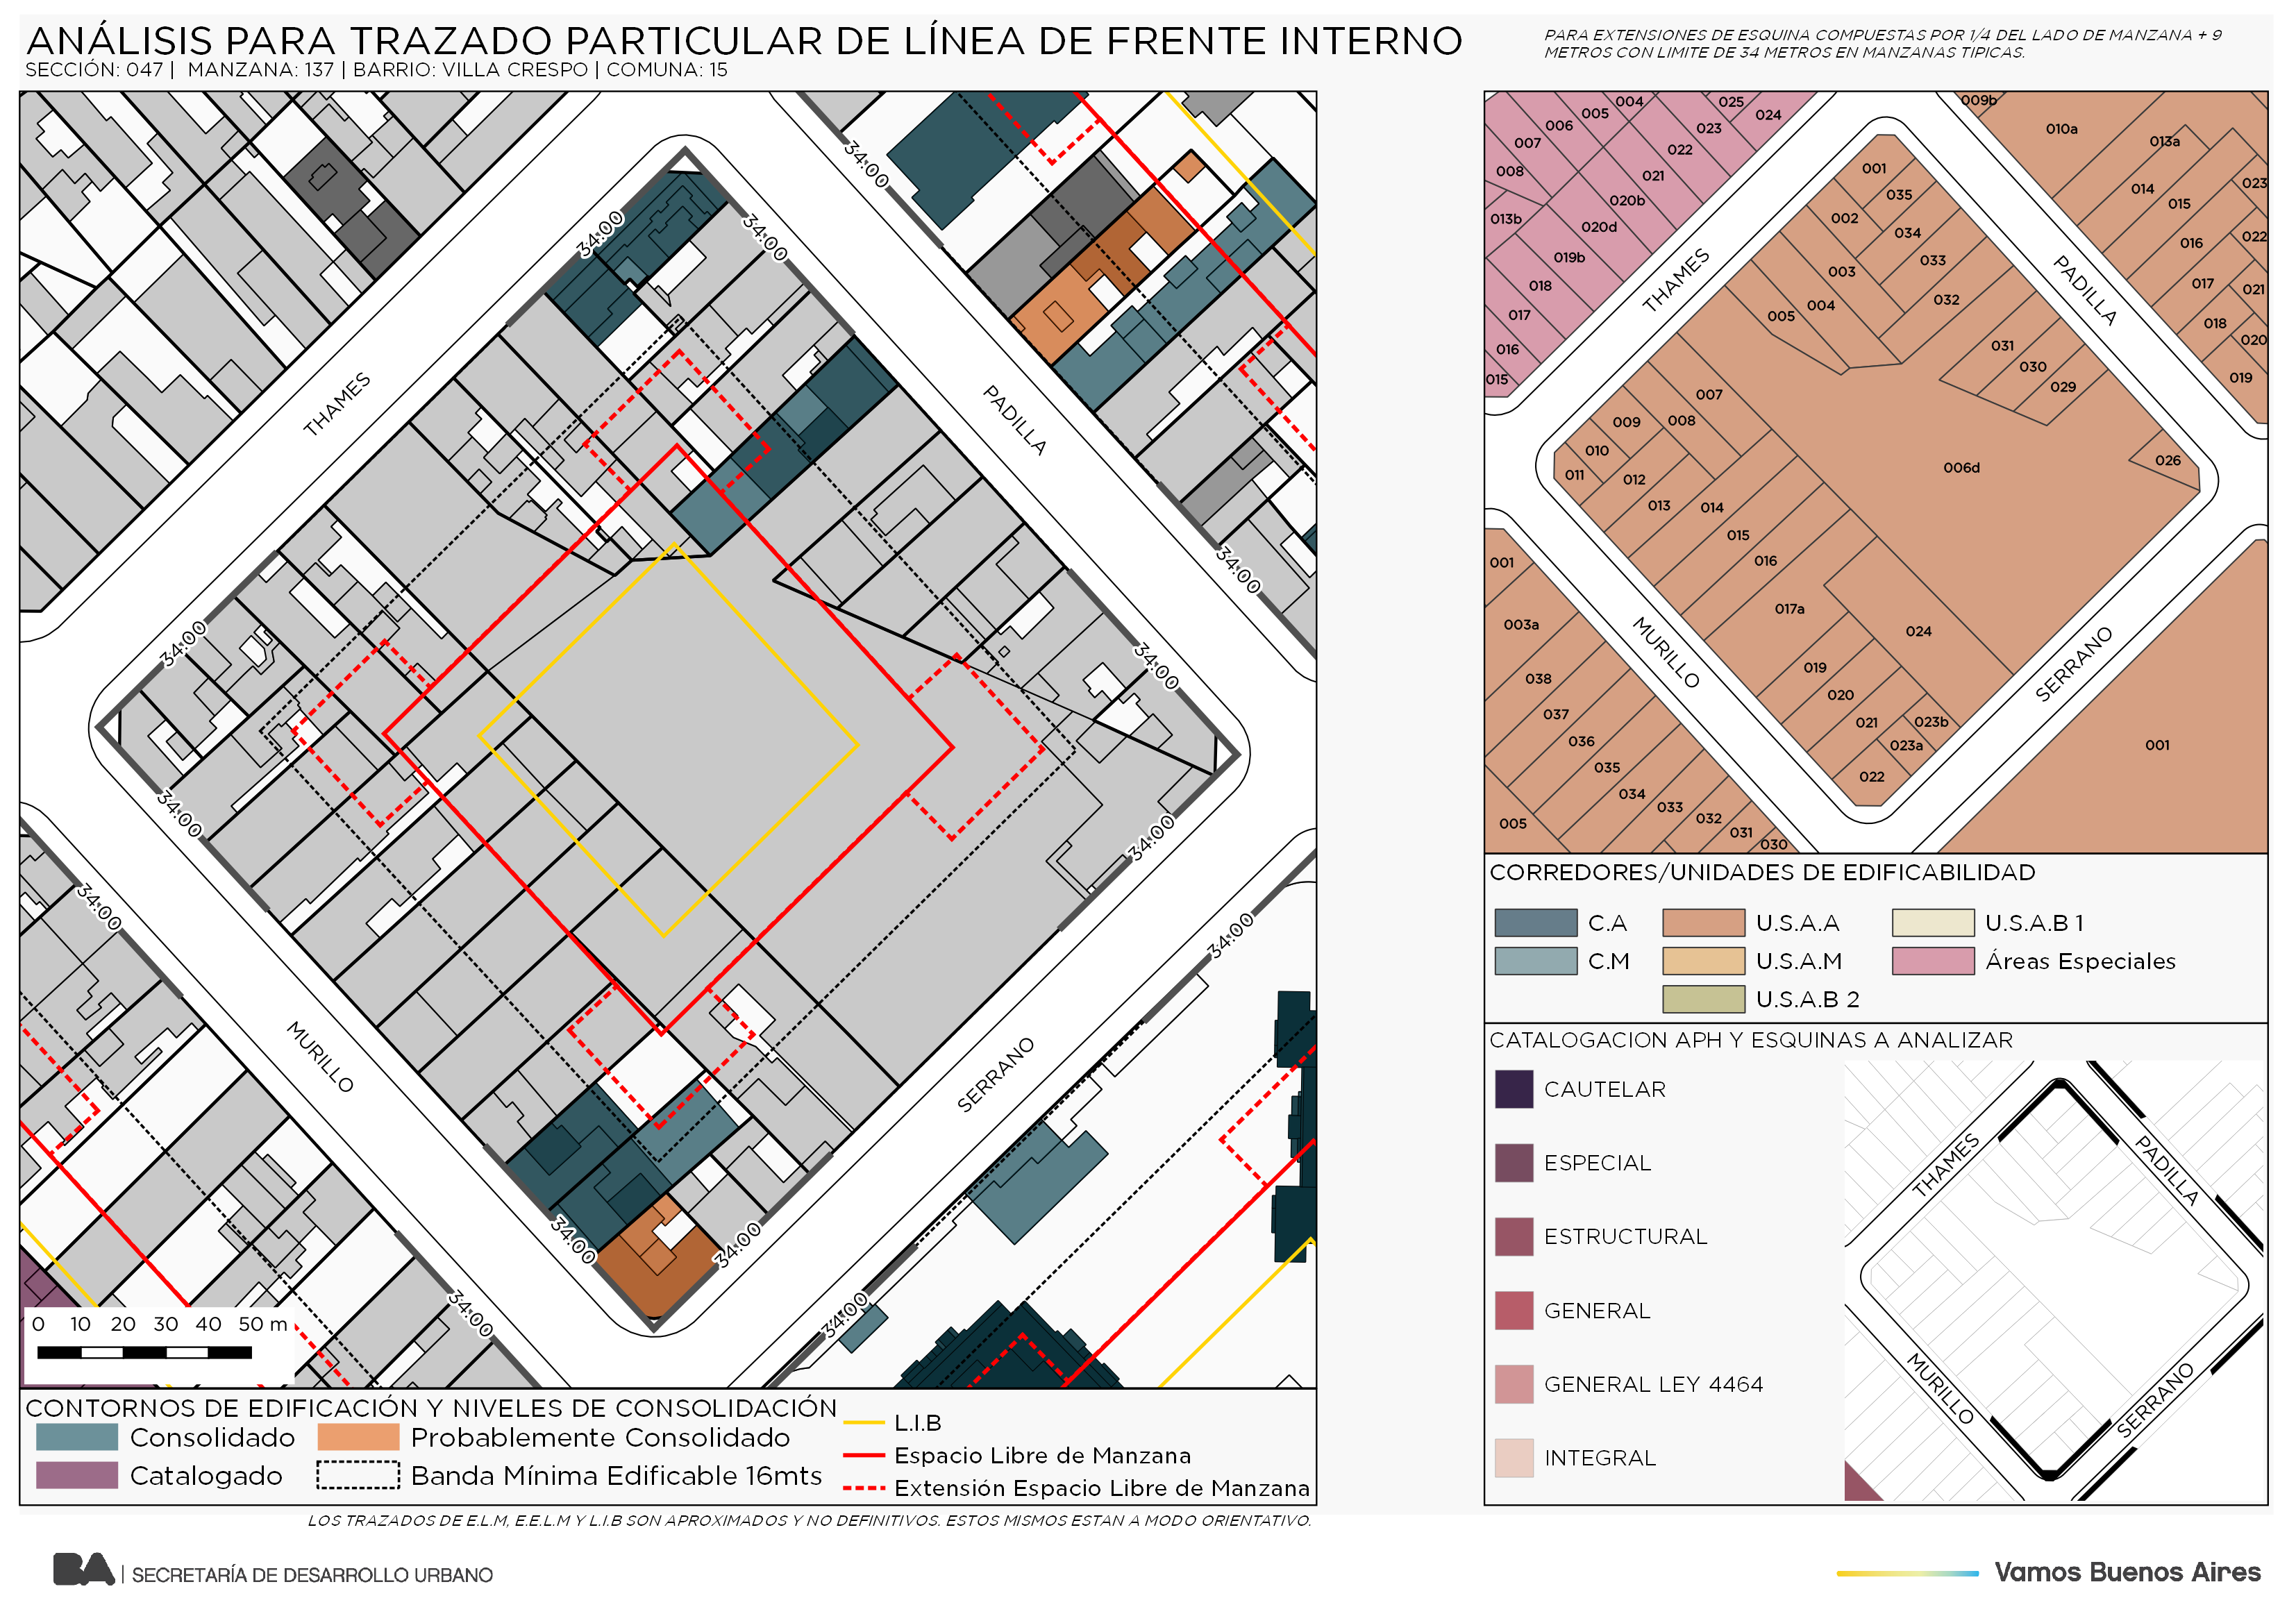 ANÁLISIS PARA TRAZADO PARTICULAR DE LÍNEA DE FRENTE INTERNO
SECCIÓN: 047 | MANZANA: 137 | BARRIO: VILLA CRESPO | COMUNA: 15
PARA EXTENSIONES DE ESQUINA COMPUESTAS POR 1/4 DEL LADO DE MANZANA + 9
METROS CON LIMITE DE 34 METROS EN MANZANAS TIPICAS.
34:00
34:00
34:00
THAMES
PADILLA
34:00
34:00
34:00
34:00
34:00
34:00
34:00
MURILLO
SERRANO
34:00
34:00
34:00
34:00
0 10 20 30 40 50 m
CONTORNOS DE EDIFICACIÓN Y NIVELES DE CONSOLIDACIÓN
Consolidado
Probablemente Consolidado
Catalogado
Banda Mínima Edificable 16mts
L.I.B
Espacio Libre de Manzana
Extensión Espacio Libre de Manzana
LOS TRAZADOS DE E.L.M, E.E.L.M Y L.I.B SON APROXIMADOS Y NO DEFINITIVOS. ESTOS MISMOS ESTAN A MODO ORIENTATIVO.
004
025
009b
005
024
006
023
010a
007
022
013a
008
021
001
014
023
020b
035
015
013b
020d
002
034
016
022
019b
003
033
018
004
032
017
021
017
005
018
016
031
020
015
030
019
007
029
009
008
010
026
011
012
006d
013
014
015
001
016
017a
003a
024
THAMES
PADILLA
MURILLO
SERRANO
038
019
020
037
021
023b
036
023a
001
035
022
034
033
005
032
031
030
CORREDORES/UNIDADES DE EDIFICABILIDAD
C.A
U.S.A.A
U.S.A.B 1
C.M
U.S.A.M
Áreas Especiales
U.S.A.B 2
CATALOGACION APH Y ESQUINAS A ANALIZAR
CAUTELAR
ESPECIAL
ESTRUCTURAL
GENERAL
GENERAL LEY 4464
INTEGRAL
THAMES
PADILLA
MURILLO
SERRANO
BA | SECRETARÍA DE DESARROLLO URBANO
Vamos Buenos Aires